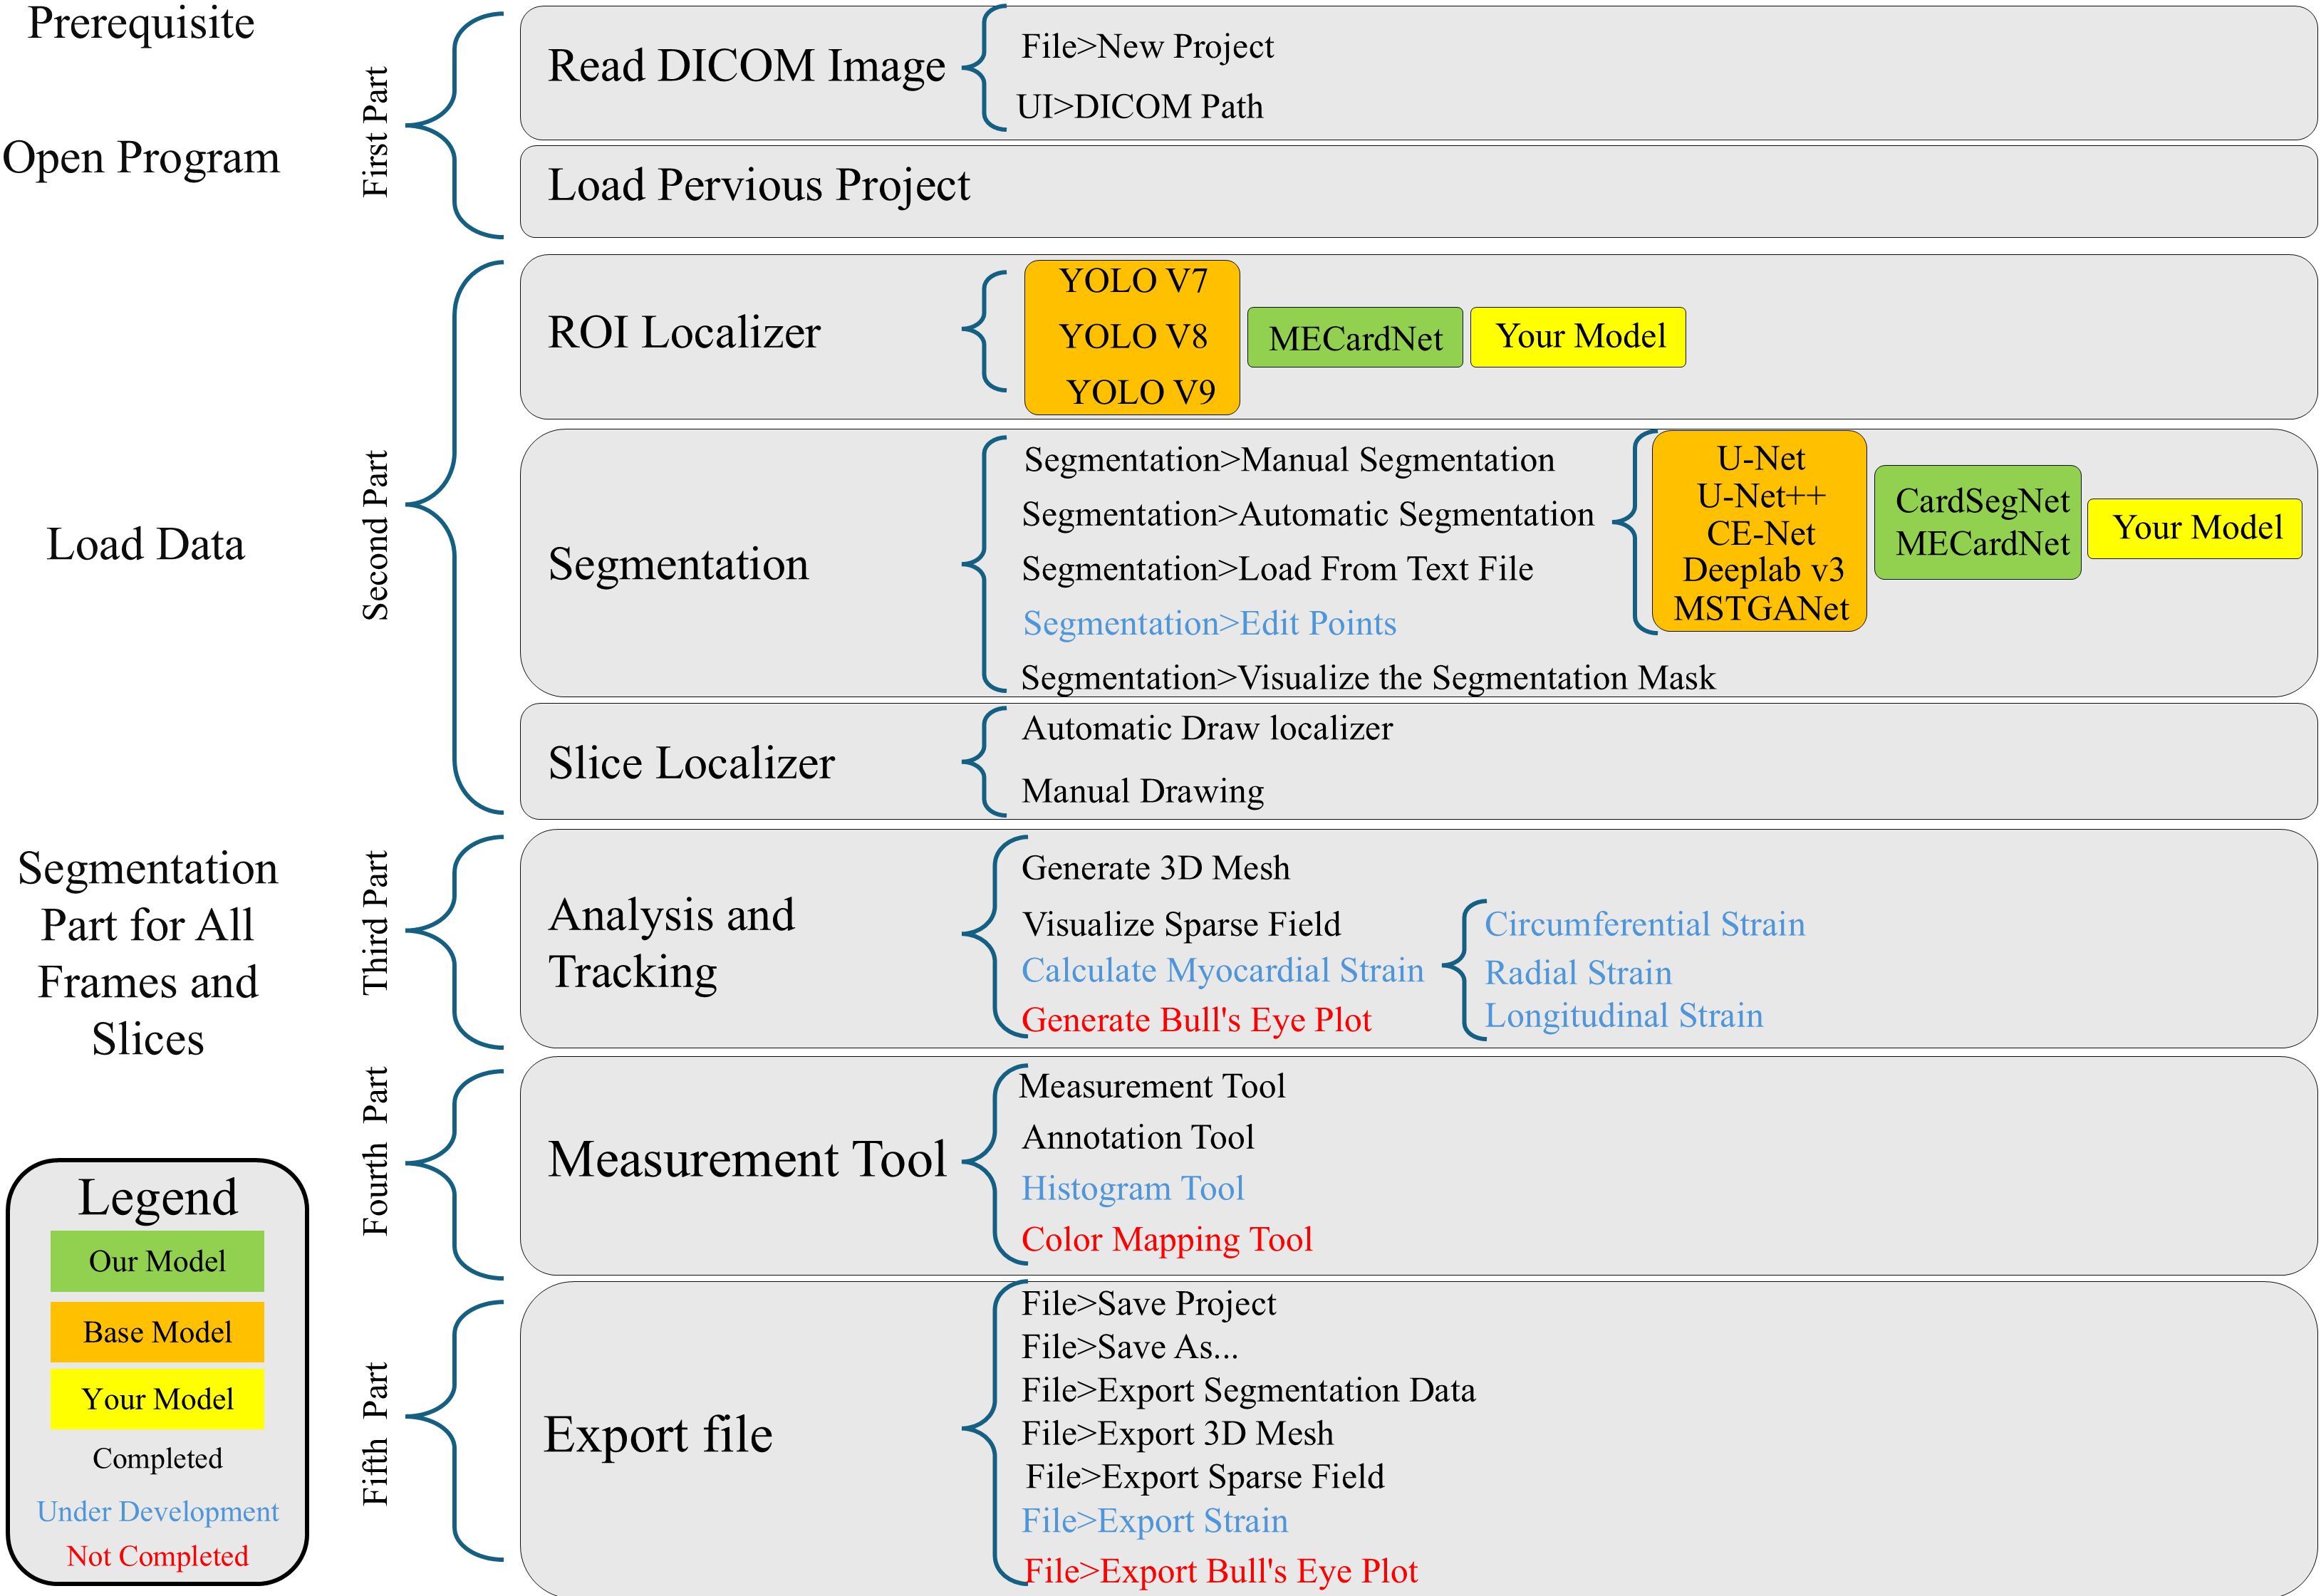 Prerequisite
Open Program
Load Data
Segmentation
Part for All
Frames and
Slices
First Part
Read DICOM Image
File>New Project
UI>DICOM Path
Load Pervious Project
Second Part
ROI Localizer
YOLO V7
YOLO V8
YOLO V9
MECardNet
Your Model
Segmentation
Segmentation>Manual Segmentation
Segmentation>Automatic Segmentation
Segmentation>Load From Text File
Segmentation>Edit Points
Segmentation>Visualize the Segmentation Mask
U-Net
U-Net++
CE-Net
Deeplab v3
MSTGANet
CardSegNet
MECardNet
Your Model
Slice Localizer
Automatic Draw localizer
Manual Drawing
Third Part
Analysis and
Tracking
Generate 3D Mesh
Visualize Sparse Field
Calculate Myocardial Strain
Generate Bull's Eye Plot
Circumferential Strain
Radial Strain
Longitudinal Strain
Fourth Part
Measurement Tool
Measurement Tool
Annotation Tool
Histogram Tool
Color Mapping Tool
Fifth Part
Export file
File>Save Project
File>Save As...
File>Export Segmentation Data
File>Export 3D Mesh
File>Export Sparse Field
File>Export Strain
File>Export Bull's Eye Plot
Legend
Our Model
Base Model
Your Model
Completed
Under Development
Not Completed